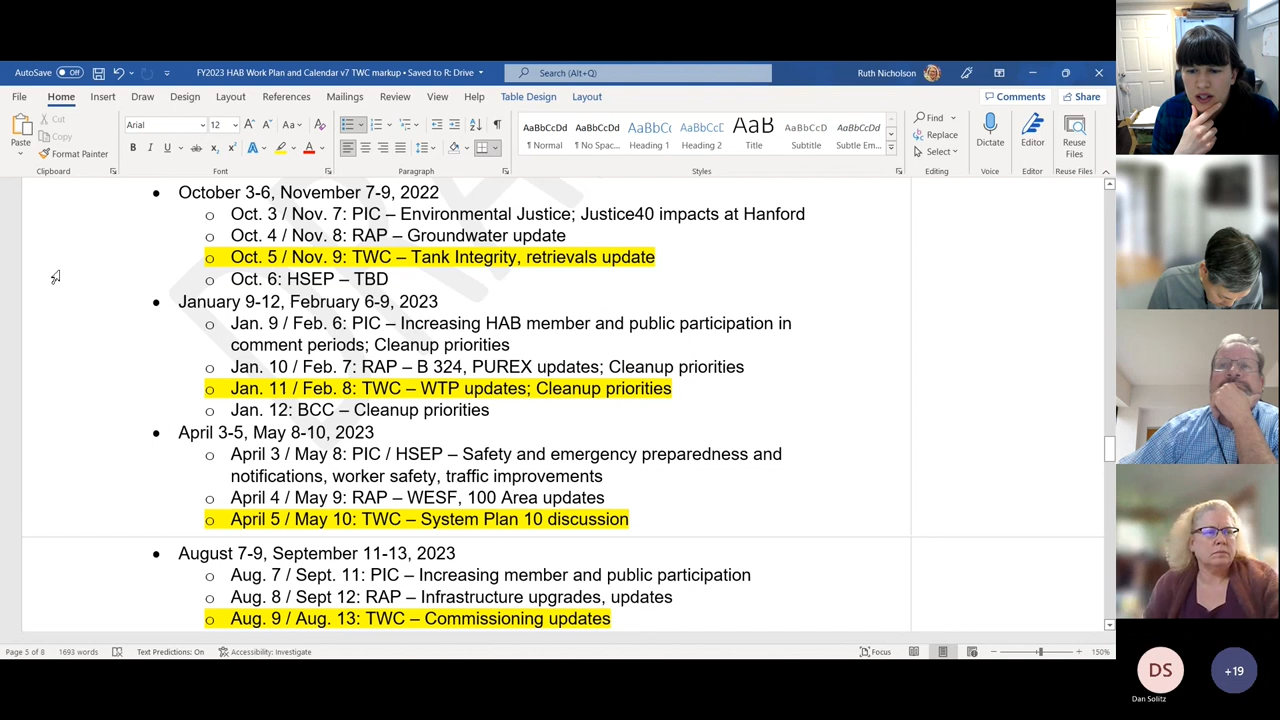 AutoSave Off
FY2023 HAB Work Plan and Calendar v7 TWC markup • Saved to R: Drive
Search (Alt+Q)
Ruth Nicholson
File Home Insert Draw Design Layout References Mailings Review View Help Table Design Layout
Comments Share
Paste
Cut
Copy
Format Painter
Arial 12
AaBbCcDd ¶ Normal
AaBbCcDd ¶ No Spac...
AaBbCc Heading 1
AaBbCcD Heading 2
AaB Title
AaBbCcD Subtitle
AaBbCcDd Subtle Em...
Find
Replace
Select
Dictate
Editor
Reuse Files
Clipboard Font Paragraph Styles Editing Voice Editor Reuse Files
• October 3-6, November 7-9, 2022
o Oct. 3 / Nov. 7: PIC – Environmental Justice; Justice40 impacts at Hanford
o Oct. 4 / Nov. 8: RAP – Groundwater update
o Oct. 5 / Nov. 9: TWC – Tank Integrity, retrievals update
o Oct. 6: HSEP – TBD
• January 9-12, February 6-9, 2023
o Jan. 9 / Feb. 6: PIC – Increasing HAB member and public participation in
comment periods; Cleanup priorities
o Jan. 10 / Feb. 7: RAP – B 324, PUREX updates; Cleanup priorities
o Jan. 11 / Feb. 8: TWC – WTP updates; Cleanup priorities
o Jan. 12: BCC – Cleanup priorities
• April 3-5, May 8-10, 2023
o April 3 / May 8: PIC / HSEP – Safety and emergency preparedness and
notifications, worker safety, traffic improvements
o April 4 / May 9: RAP – WESF, 100 Area updates
o April 5 / May 10: TWC – System Plan 10 discussion
• August 7-9, September 11-13, 2023
o Aug. 7 / Sept. 11: PIC – Increasing member and public participation
o Aug. 8 / Sept 12: RAP – Infrastructure upgrades, updates
o Aug. 9 / Aug. 13: TWC – Commissioning updates
Page 5 of 8 1693 words Text Predictions: On Accessibility: Investigate Focus 150%
DS
Dan Solitz
+19